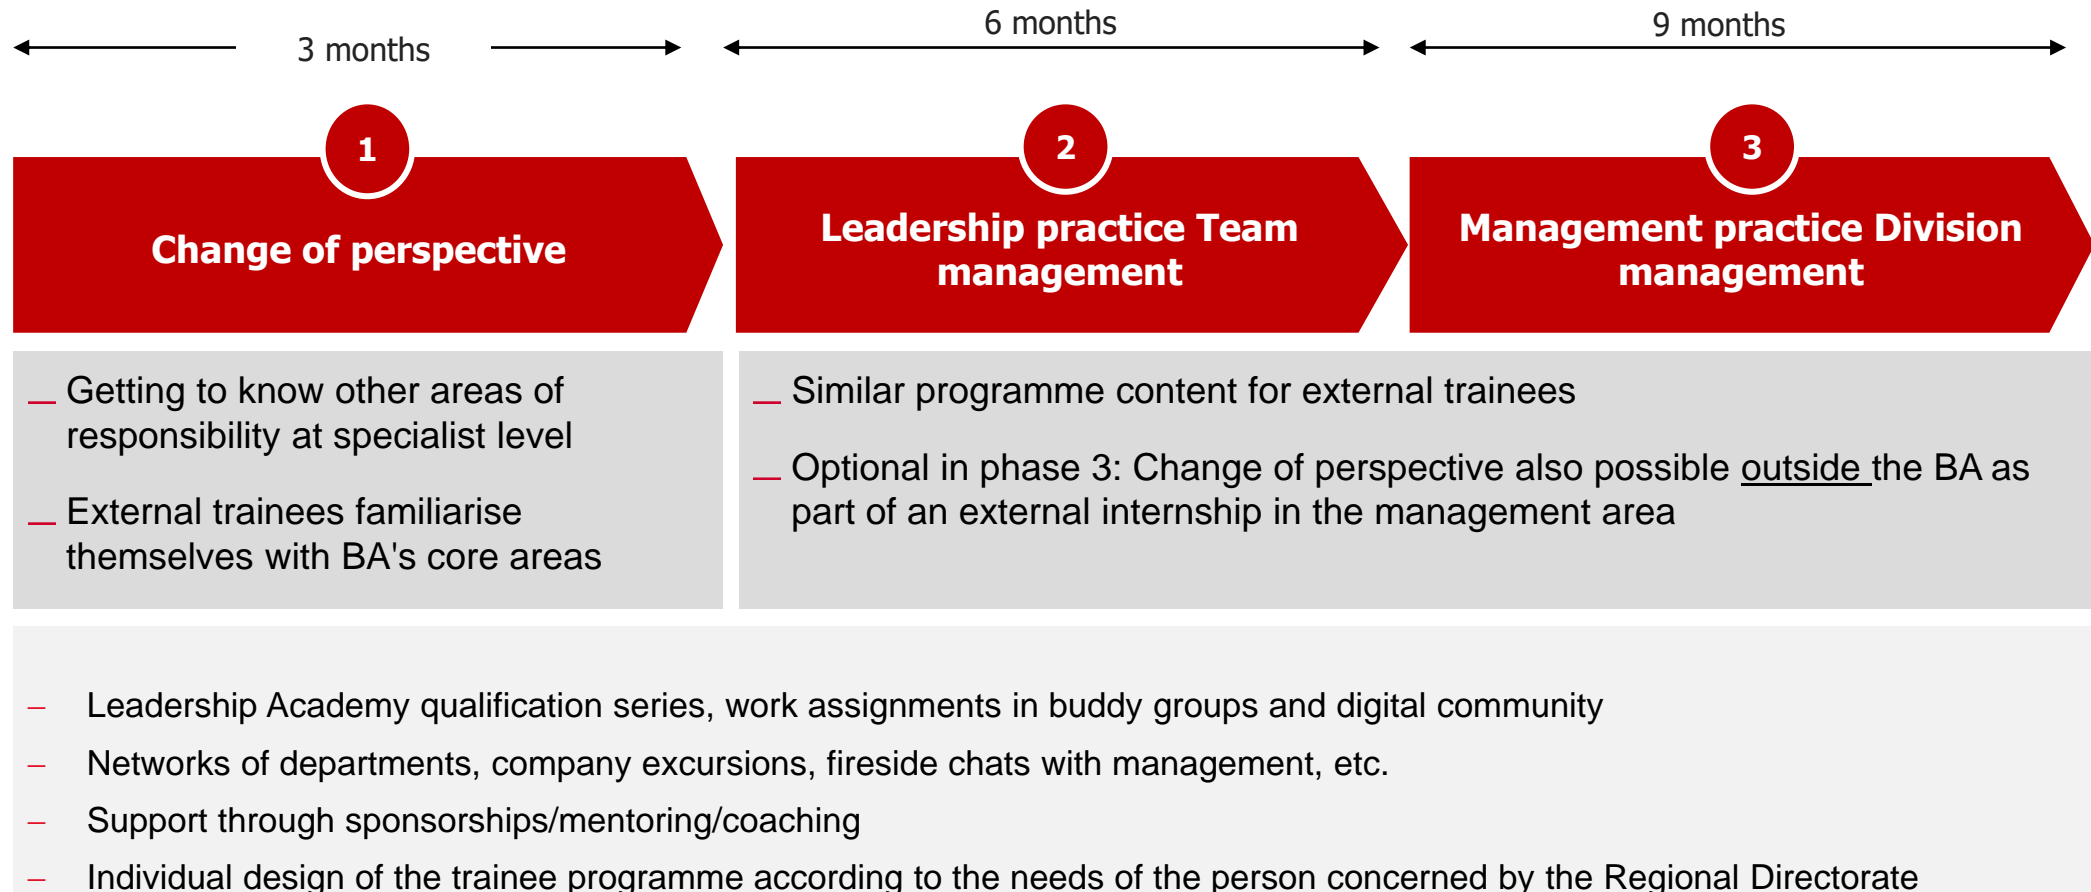 3 months
6 months
9 months
1
2
3
Change of perspective
Leadership practice Team
management
Management practice Division
management
Getting to know other areas of
responsibility at specialist level
External trainees familiarise
themselves with BA's core areas
Similar programme content for external trainees
Optional in phase 3: Change of perspective also possible outside the BA as
part of an external internship in the management area
– Leadership Academy qualification series, work assignments in buddy groups and digital community
– Networks of departments, company excursions, fireside chats with management, etc.
– Support through sponsorships/mentoring/coaching
– Individual design of the trainee programme according to the needs of the person concerned by the Regional Directorate